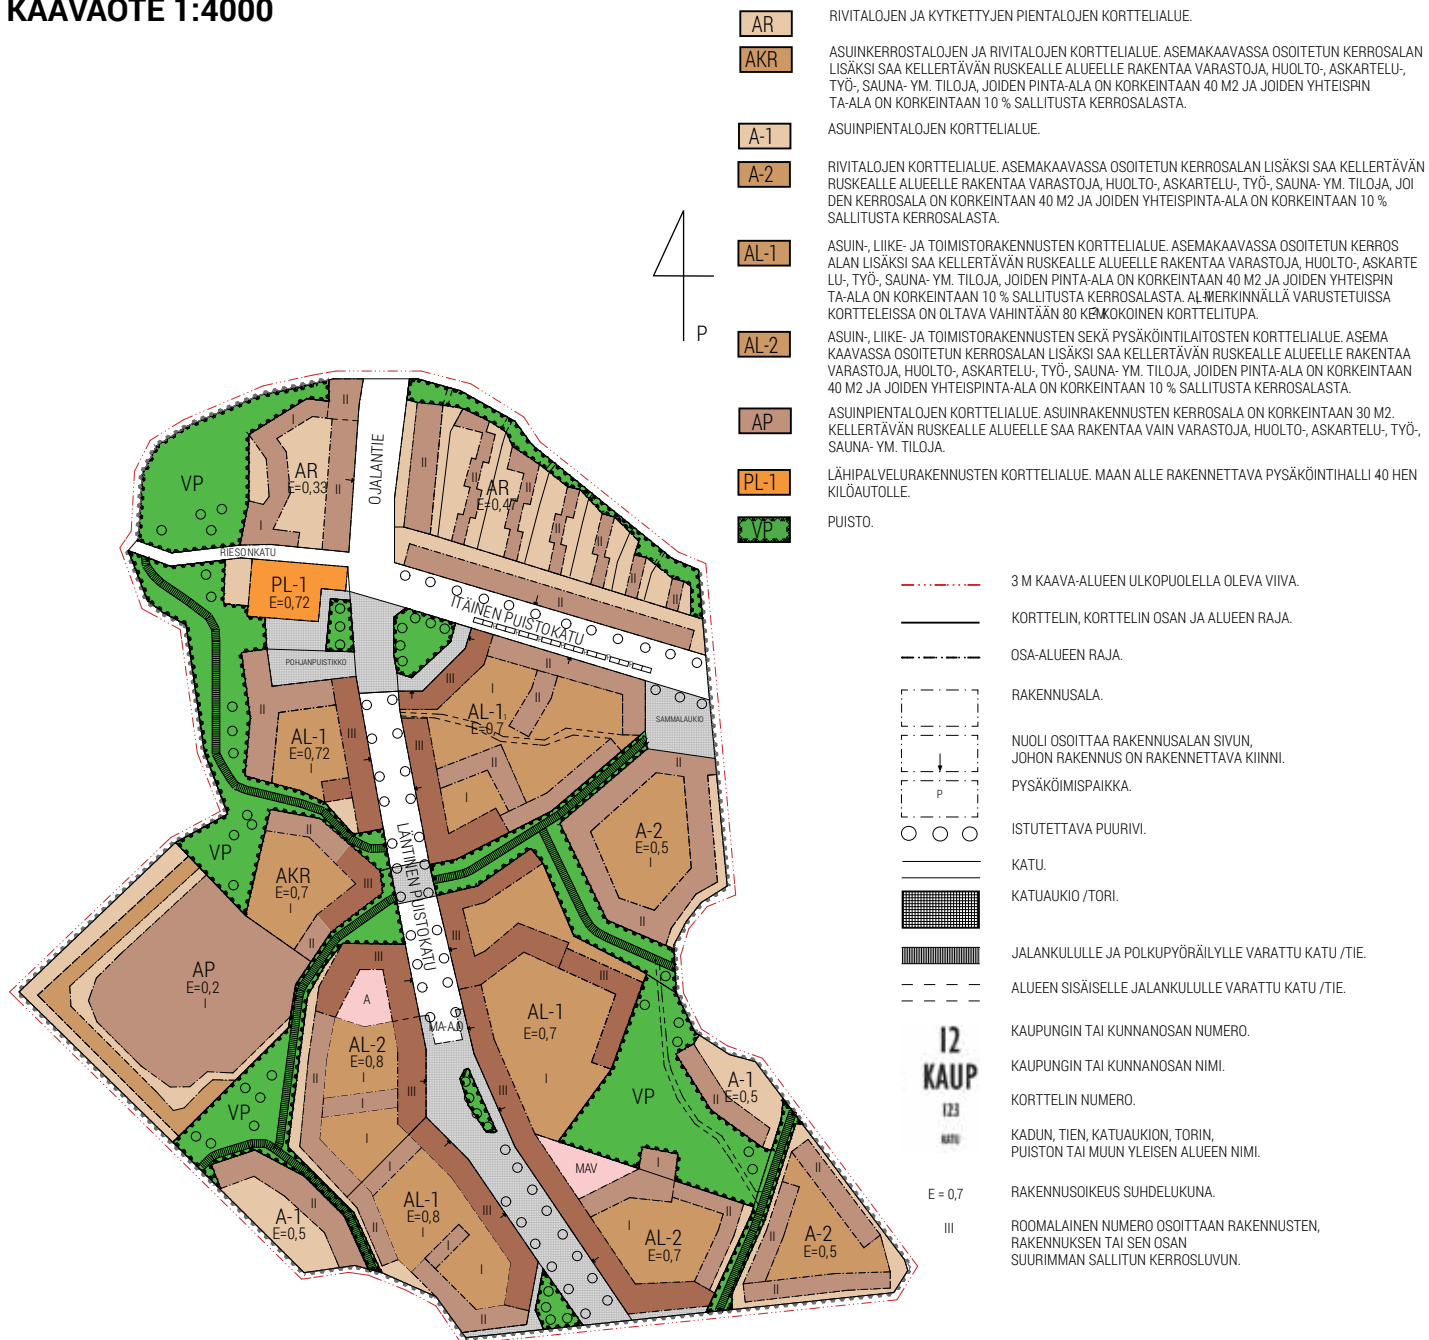 KAAVAOTE 1:4000
AR
RIVITALOJEN JA KYTKETTYJEN PIENTALOJEN KORTTELIALUE.
AKR
ASUINKERROSTALOJEN JA RIVITALOJEN KORTTELIALUE. ASEMAKAAVASSA OSOITETUN KERROSALAN
LISÄKSI SAA KELLERTÄVÄN RUSKEALLE ALUEELLE RAKENTAA VARASTOJA, HUOLTO-, ASKARTELU-,
TYÖ-, SAUNA- YM. TILOJA, JOIDEN PINTA-ALA ON KORKEINTAAN 40 M2 JA JOIDEN YHTEISPIN
TA-ALA ON KORKEINTAAN 10 % SALLITUSTA KERROSALASTA.
A-1
ASUINPIENTALOJEN KORTTELIALUE.
A-2
RIVITALOJEN KORTTELIALUE. ASEMAKAAVASSA OSOITETUN KERROSALAN LISÄKSI SAA KELLERTÄVÄN
RUSKEALLE ALUEELLE RAKENTAA VARASTOJA, HUOLTO-, ASKARTELU-, TYÖ-, SAUNA- YM. TILOJA, JOI
DEN KERROSALA ON KORKEINTAAN 40 M2 JA JOIDEN YHTEISPINTA-ALA ON KORKEINTAAN 10 %
SALLITUSTA KERROSALASTA.
AL-1
ASUIN-, LIIKE- JA TOIMISTORAKENNUSTEN KORTTELIALUE. ASEMAKAAVASSA OSOITETUN KERROS
ALAN LISÄKSI SAA KELLERTÄVÄN RUSKEALLE ALUEELLE RAKENTAA VARASTOJA, HUOLTO-, ASKARTE
LU-, TYÖ-, SAUNA- YM. TILOJA, JOIDEN PINTA-ALA ON KORKEINTAAN 40 M2 JA JOIDEN YHTEISPIN
TA-ALA ON KORKEINTAAN 10 % SALLITUSTA KERROSALASTA. AL-1 MERKINNÄLLÄ VARUSTETUISSA
KORTTELEISSA ON OLTAVA VAHINTÄÄN 80 KEM2 KOKOINEN KORTTELITUPA.
AL-2
ASUIN-, LIIKE- JA TOIMISTORAKENNUSTEN SEKÄ PYSÄKÖINTILAITOSTEN KORTTELIALUE. ASEMA
KAAVASSA OSOITETUN KERROSALAN LISÄKSI SAA KELLERTÄVÄN RUSKEALLE ALUEELLE RAKENTAA
VARASTOJA, HUOLTO-, ASKARTELU-, TYÖ-, SAUNA- YM. TILOJA, JOIDEN PINTA-ALA ON KORKEINTAAN
40 M2 JA JOIDEN YHTEISPINTA-ALA ON KORKEINTAAN 10 % SALLITUSTA KERROSALASTA.
AP
ASUINPIENTALOJEN KORTTELIALUE. ASUINRAKENNUSTEN KERROSALA ON KORKEINTAAN 30 M2.
KELLERTÄVÄN RUSKEALLE ALUEELLE SAA RAKENTAA VAIN VARASTOJA, HUOLTO-, ASKARTELU-, TYÖ-,
SAUNA- YM. TILOJA.
PL-1
LÄHIPALVELURAKENNUSTEN KORTTELIALUE. MAAN ALLE RAKENNETTAVA PYSÄKÖINTIHALLI 40 HEN
KILÖAUTOLLE.
VP
PUISTO.
3 M KAAVA-ALUEEN ULKOPUOLELLA OLEVA VIIVA.
KORTTELIN, KORTTELIN OSAN JA ALUEEN RAJA.
OSA-ALUEEN RAJA.
RAKENNUSALA.
NUOLI OSOITTAA RAKENNUSALAN SIVUN,
JOHON RAKENNUS ON RAKENNETTAVA KIINNI.
P
PYSÄKÖIMISPAIKKA.
ISTUTETTAVA PUURIVI.
KATU.
KATUAUKIO /TORI.
JALANKULULLE JA POLKUPYÖRÄILYLLE VARATTU KATU /TIE.
ALUEEN SISÄISELLE JALANKULULLE VARATTU KATU /TIE.
12
KAUPUNGIN TAI KUNNANOSAN NUMERO.
KAUP
KAUPUNGIN TAI KUNNANOSAN NIMI.
123
KORTTELIN NUMERO.
KATU
KADUN, TIEN, KATUAUKION, TORIN,
PUISTON TAI MUUN YLEISEN ALUEEN NIMI.
E = 0,7
RAKENNUSOIKEUS SUHDELUKUNA.
III
ROOMALAINEN NUMERO OSOITTAAN RAKENNUSTEN,
RAKENNUKSEN TAI SEN OSAN
SUURIMMAN SALLITUN KERROSLUVUN.
P
VP
AR
E=0,33
OJALANTIE
AR
E=0,47
RIESONKATU
PL-1
E=0,72
ITÄINEN PUISTOKATU
POHJANPUISTIKKO
AL-1
E=0,72
I
AL-1
E=0,7
SAMMALAUKIO
LÄNTINEN PUISTOKATU
A-2
E=0,5
I
VP
AKR
E=0,7
I
AP
E=0,2
I
A
MA-AD
AL-2
E=0,8
I
AL-1
E=0,7
I
VP
VP
A-1
E=0,5
MAV
A-1
E=0,5
AL-1
E=0,8
I
AL-2
E=0,7
A-2
E=0,5